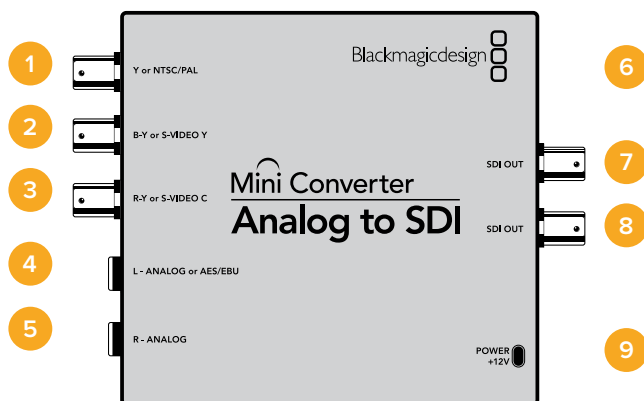 1
Y or NTSC/PAL
Blackmagicdesign
6
2
B-Y or S-VIDEO Y
3
R-Y or S-VIDEO C
Mini Converter
Analog to SDI
SDI OUT
7
SDI OUT
8
4
L - ANALOG or AES/EBU
5
R - ANALOG
POWER
+12V
9